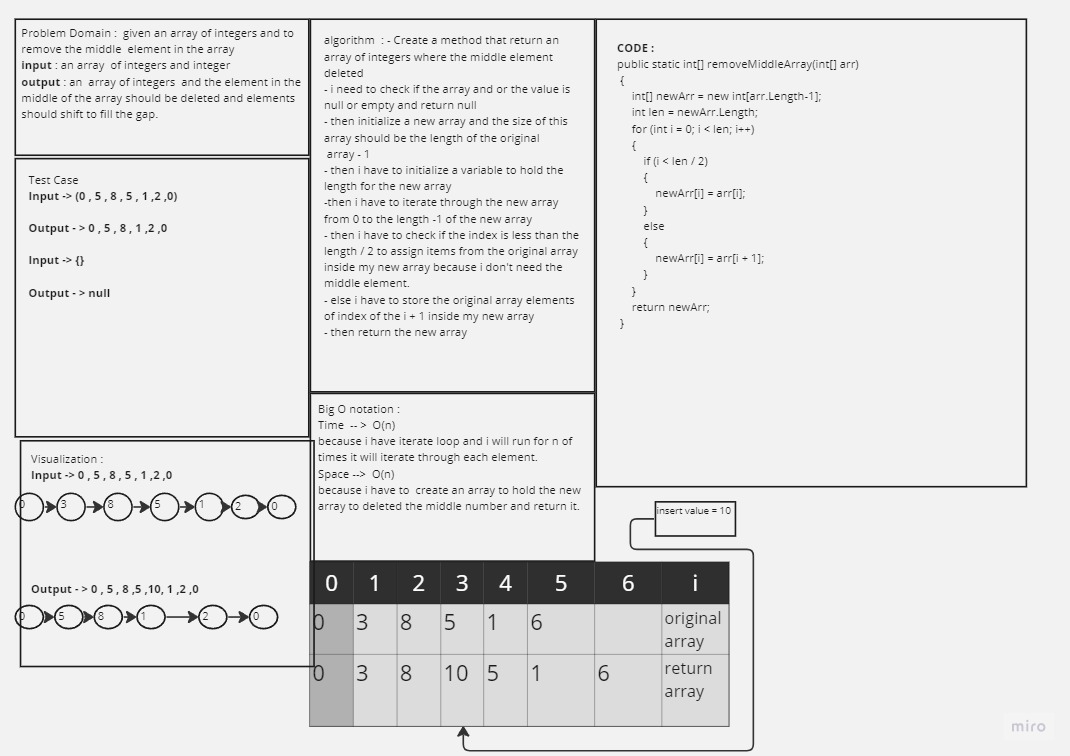 Problem Domain :  given an array of integers and to
remove the middle  element in the array
input : an array  of integers and integer
output : an  array of integers  and the element in the
middle of the array should be deleted and elements
should shift to fill the gap.
Test Case
Input -> (0 , 5 , 8 , 5 , 1 ,2 ,0)
Output - > 0 , 5 , 8 , 1 ,2 ,0
Input -> {}
Output - > null
Visualization :
Input -> 0 , 5 , 8 , 5 , 1 ,2 ,0
0 3 8 5 1 2 0
Output - > 0 , 5 , 8 ,5 ,10, 1 ,2 ,0
0 5 8 1 2 0
algorithm  : - Create a method that return an
array of integers where the middle element
deleted
- i need to check if the array and or the value is
null or empty and return null
- then initialize a new array and the size of this
array should be the length of the original
array - 1
- then i have to initialize a variable to hold the
length for the new array
-then i have to iterate through the new array
from 0 to the length -1 of the new array
- then i have to check if the index is less than the
length / 2 to assign items from the original array
inside my new array because i don't need the
middle element.
- else i have to store the original array elements
of index of the i + 1 inside my new array
- then return the new array
Big O notation :
Time  -- >  O(n)
because i have iterate loop and i will run for n of
times it will iterate through each element.
Space -->  O(n)
because i have to  create an array to hold the new
array to deleted the middle number and return it.
CODE :
public static int[] removeMiddleArray(int[] arr)
{
int[] newArr = new int[arr.Length-1];
int len = newArr.Length;
for (int i = 0; i < len; i++)
{
if (i < len / 2)
{
newArr[i] = arr[i];
}
else
{
newArr[i] = arr[i + 1];
}
}
return newArr;
}
insert value = 10
0 1 2 3 4 5 6 i
0 3 8 5 1 6 original
array
0 3 8 10 5 1 6 return
array
miro